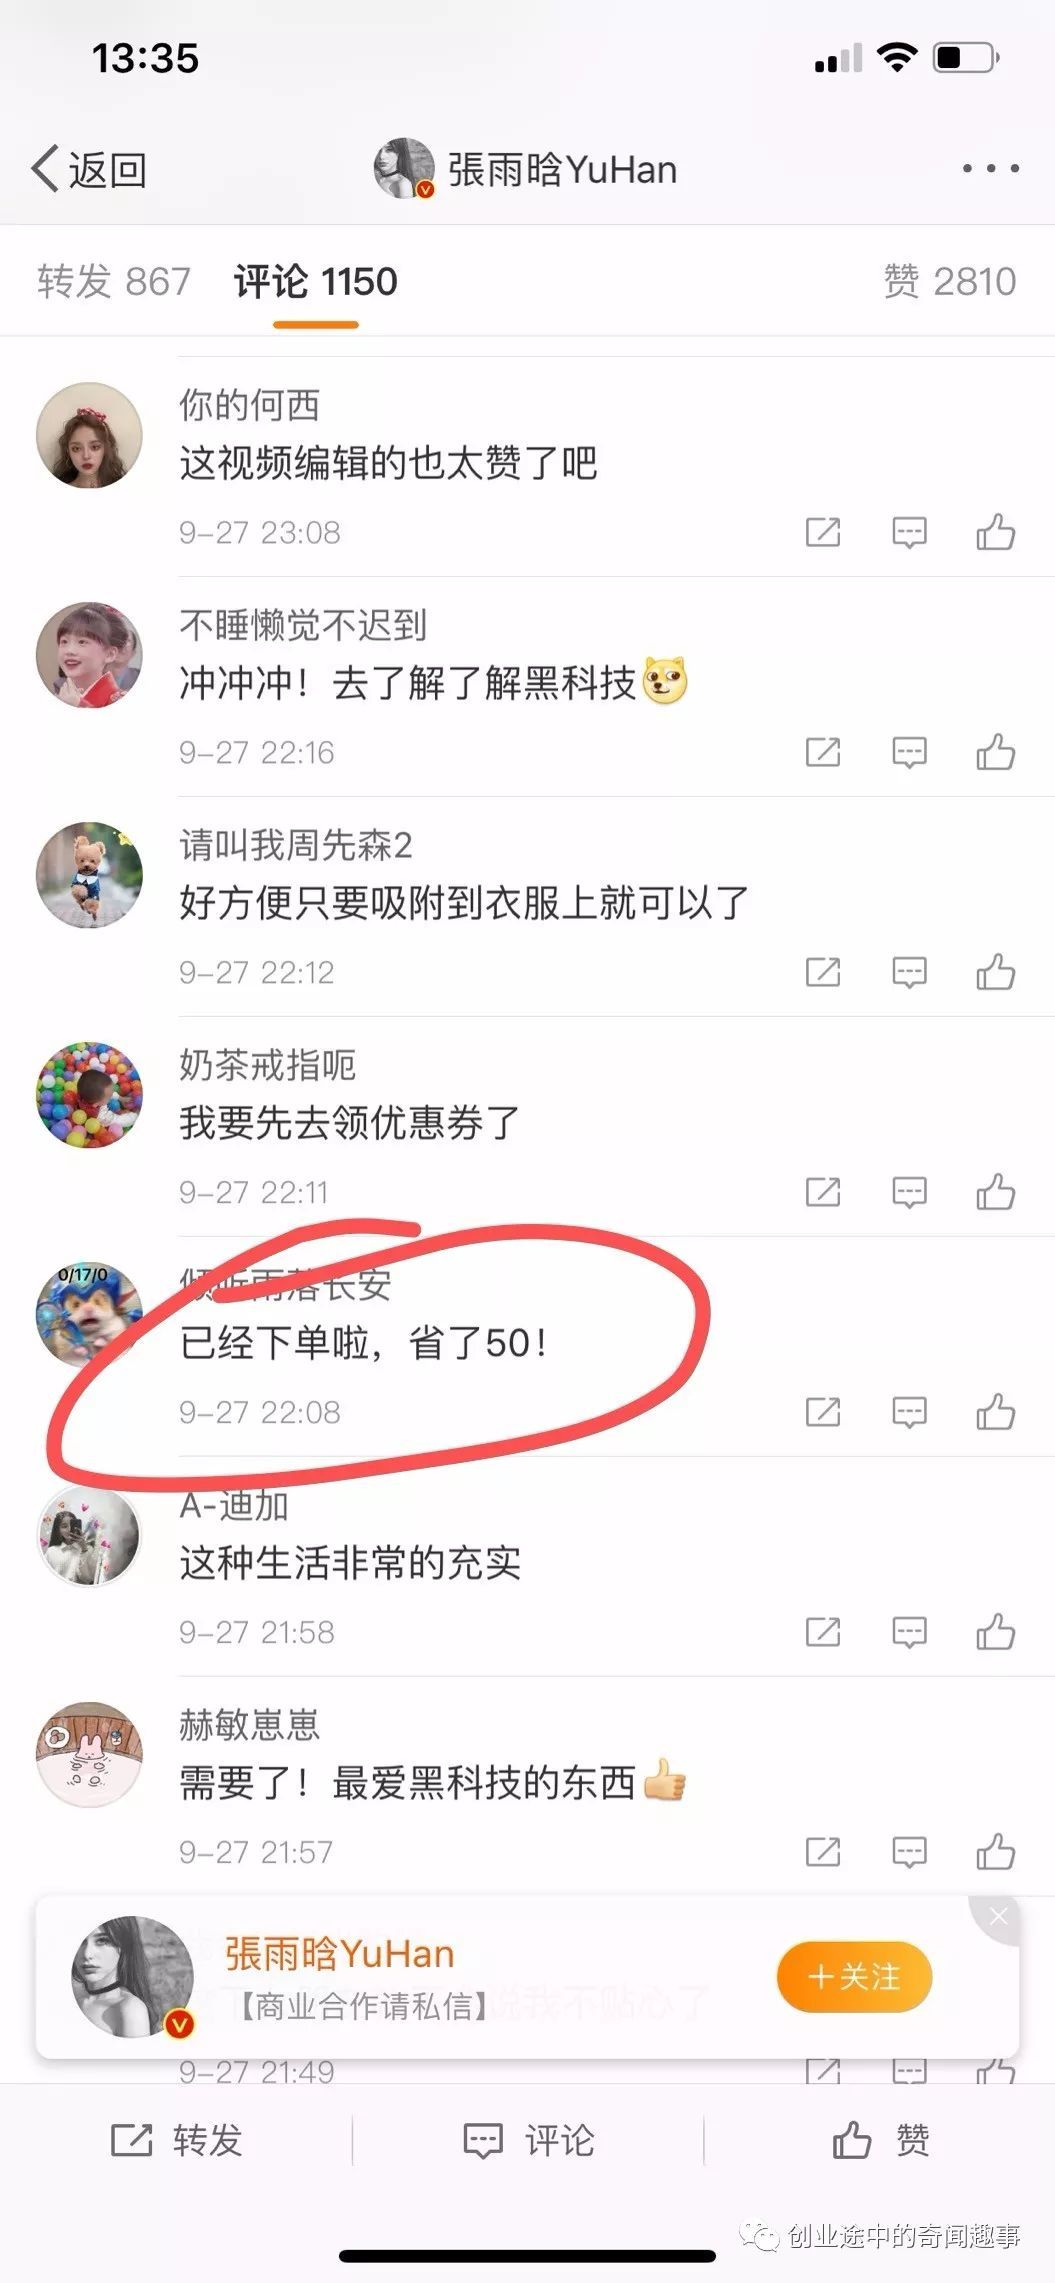 13:35
返回
張雨晗YuHan
转发 867
评论 1150
赞 2810
你的何西
这视频编辑的也太赞了吧
9-27 23:08
不睡懒觉不迟到
冲冲冲！去了解了解黑科技
9-27 22:16
请叫我周先森2
好方便只要吸附到衣服上就可以了
9-27 22:12
奶茶戒指呃
我要先去领优惠券了
9-27 22:11
0/17/0
倾听雨落长安
已经下单啦，省了50！
9-27 22:08
A-迪加
这种生活非常的充实
9-27 21:58
赫敏崽崽
需要了！最爱黑科技的东西
9-27 21:57
張雨晗YuHan
【商业合作请私信】
说我不贴心了
+关注
9-27 21:49
转发
评论
赞
创业途中的奇闻趣事